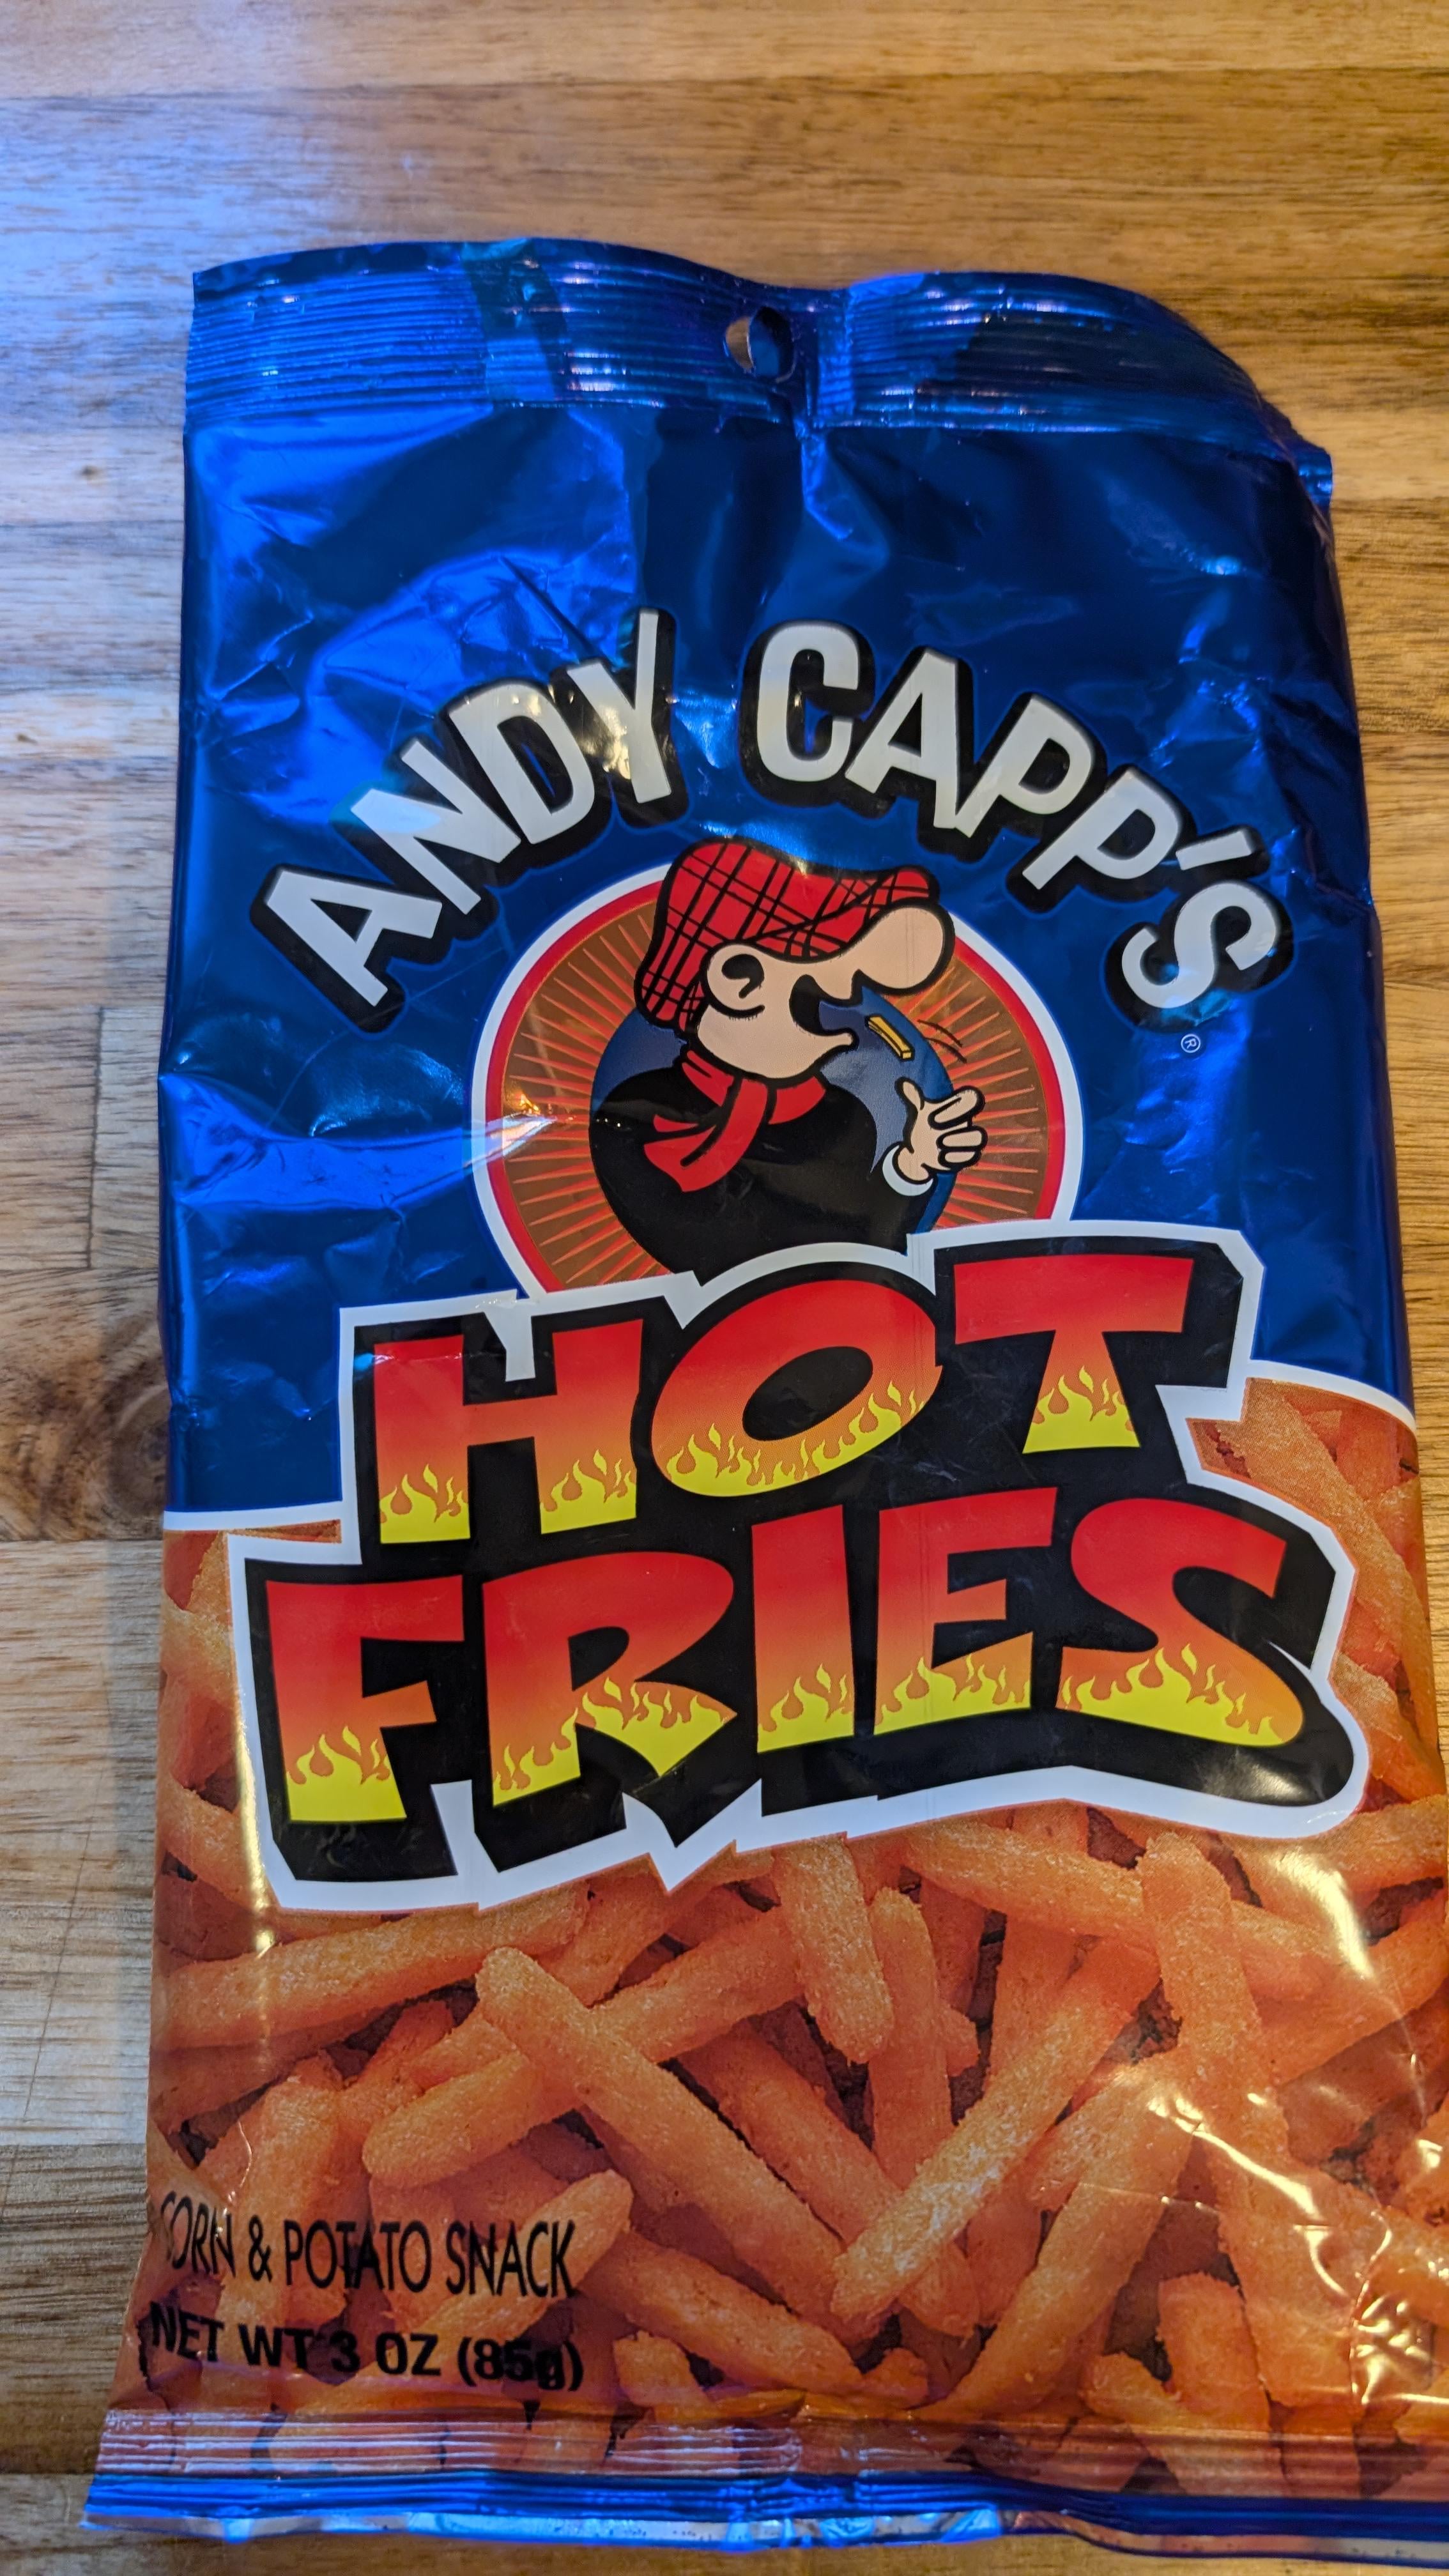 ANDY CAPP'S
®
HOT
FRIES
CORN & POTATO SNACK
NET WT 3 OZ (85g)